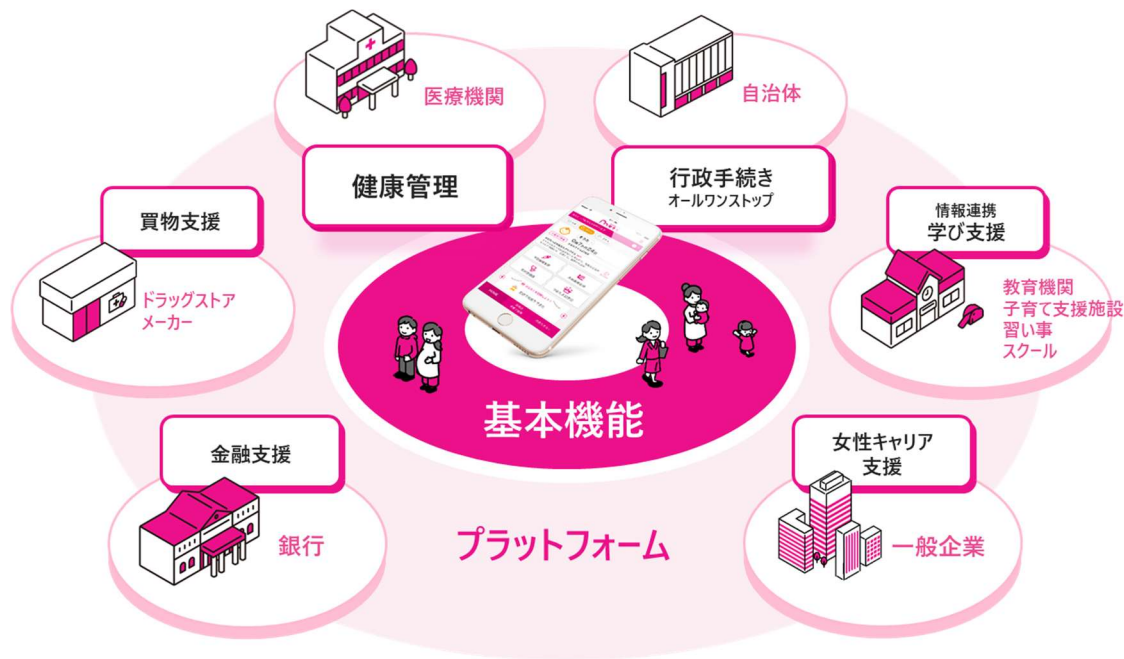 医療機関
自治体
健康管理
行政手続き
オールワンストップ
買物支援
情報連携
学び支援
ドラッグストア
メーカー
教育機関
子育て支援施設
習い事
スクール
基本機能
金融支援
女性キャリア
支援
銀行
プラットフォーム
一般企業